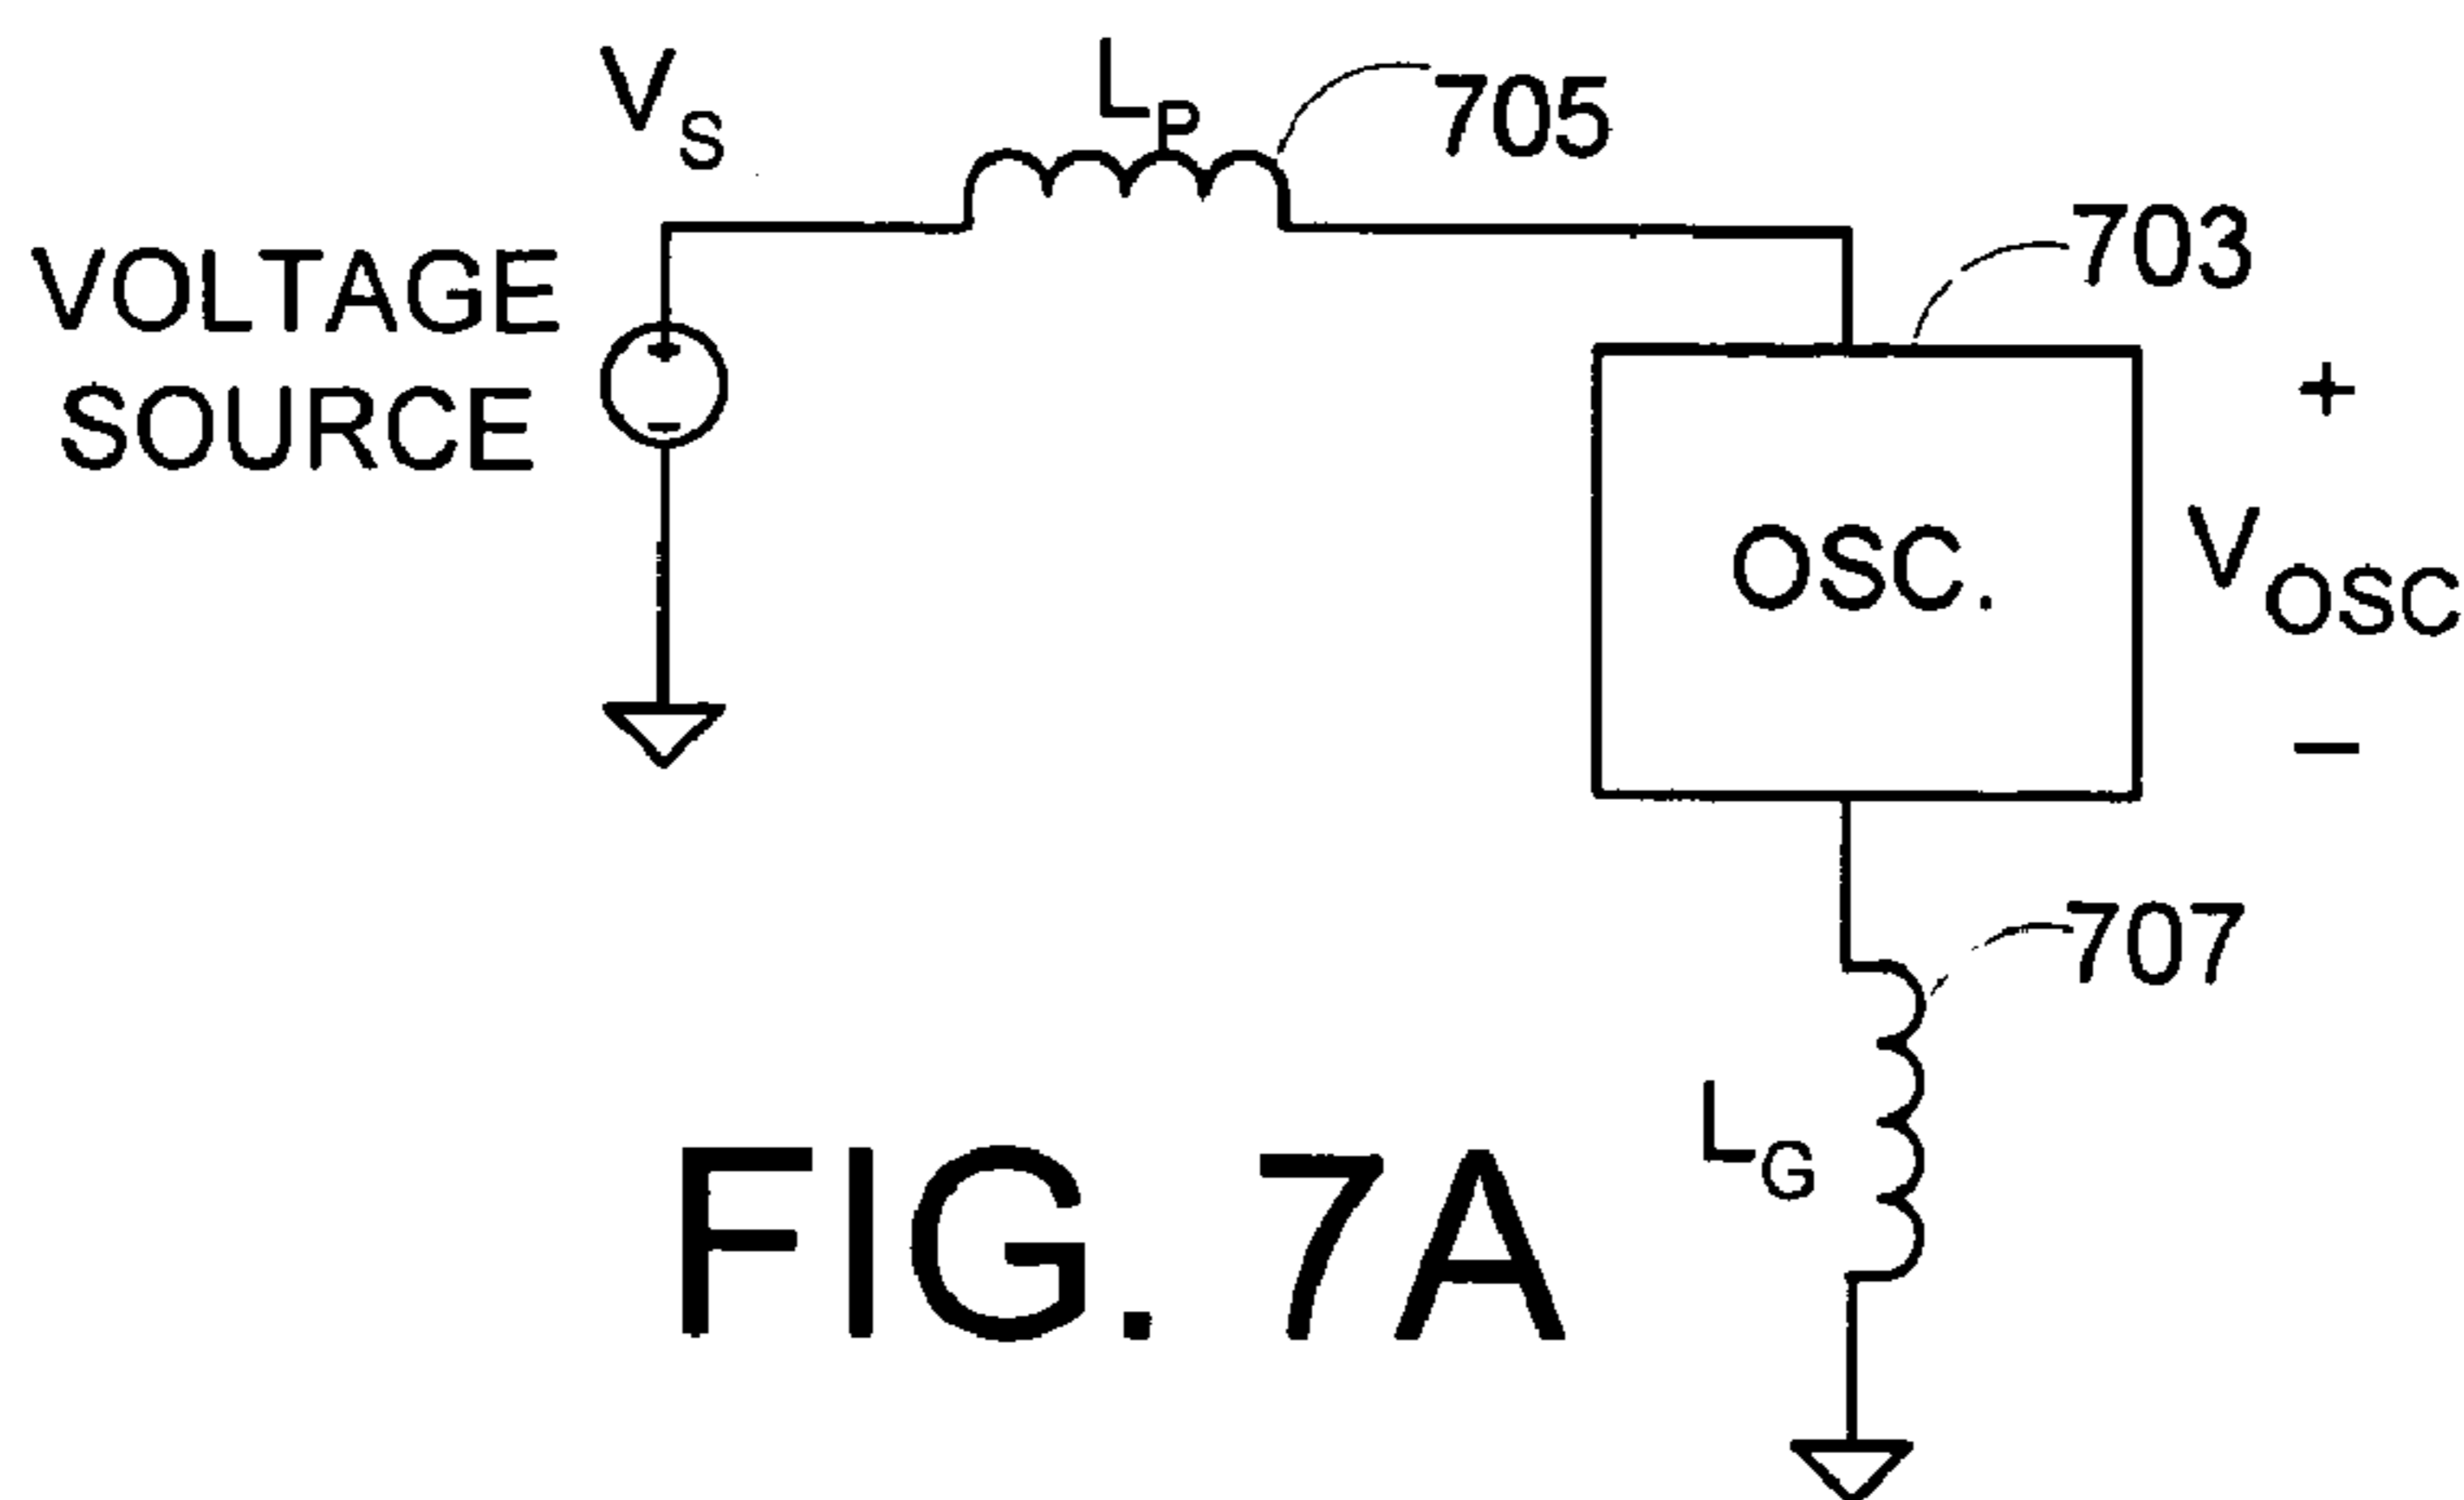 V_S
L_P
705
703
VOLTAGE
SOURCE
+
-
OSC.
+
V_OSC
–
707
L_G
FIG. 7A